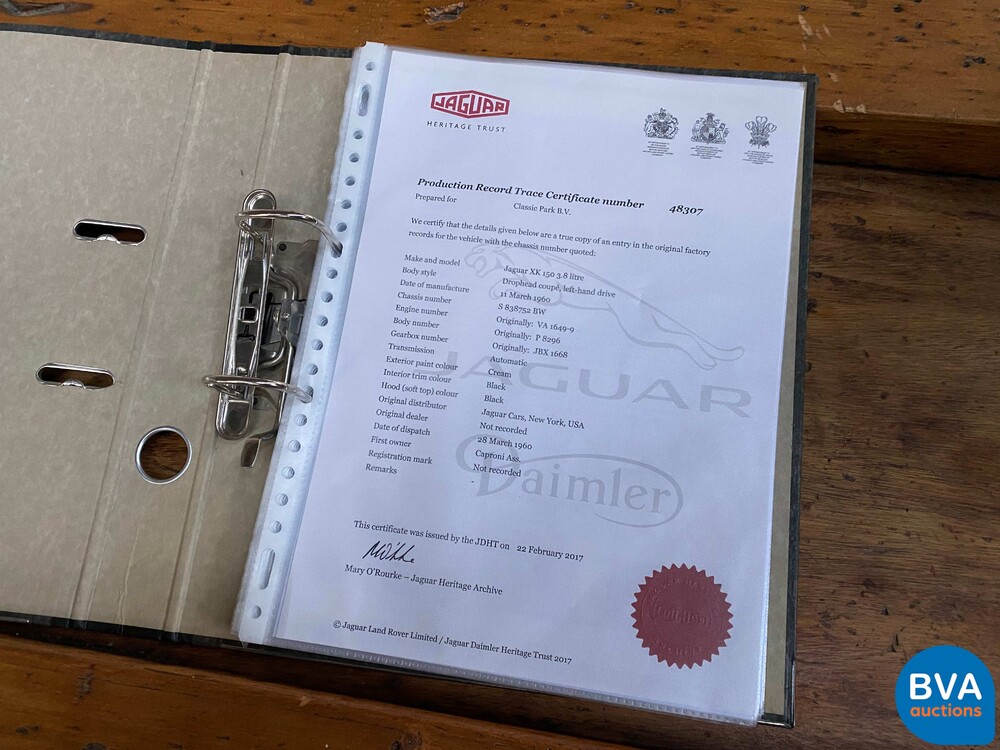 JAGUAR
HERITAGE TRUST
Production Record Trace Certificate number 48307
Prepared for Classic Park B.V.
We certify that the details given below are a true copy of an entry in the original factory
records for the vehicle with the chassis number quoted:
Make and model Jaguar XK 150 3.8 litre
Body style Drophead coupé, left-hand drive
Date of manufacture 11 March 1960
Chassis number S 838752 BW
Engine number Originally: VA 1649-9
Body number Originally: P 8296
Gearbox number Originally: JBX 1668
Transmission Automatic
Exterior paint colour Cream
Interior trim colour Black
Hood (soft top) colour Black
Original distributor Jaguar Cars, New York, USA
Original dealer Not recorded
Date of dispatch 28 March 1960
First owner Caproni Ass.
Registration mark Not recorded
Remarks -
JAGUAR
Daimler
This certificate was issued by the JDHT on 22 February 2017
Mary O'Rourke – Jaguar Heritage Archive
© Jaguar Land Rover Limited / Jaguar Daimler Heritage Trust 2017
BVA
auctions